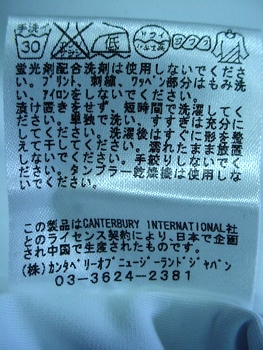 手洗イ
30
低
蛍光剤配合洗剤は使用しないでくださ
い。プリント、刺繍、ワッペン部分はもみ洗
い、アイロンをしないでください。
漬け置きをせず、短時間で洗濯してく
ださい。単独で洗い、すすぎは充分に
してください。洗濯後はすぐに形を整
えて干してください。濡れたまま放置
しないでください。手絞りしないでくだ
さい。タンブラー乾燥後は使用しな
いでください。
この製品はCANTERBURY INTERNATIONAL社
とのライセンス契約により、日本で企画
され中国で生産されたものです。
(株)カンタベリーオブニュージーランドジャパン
03-3624-2381